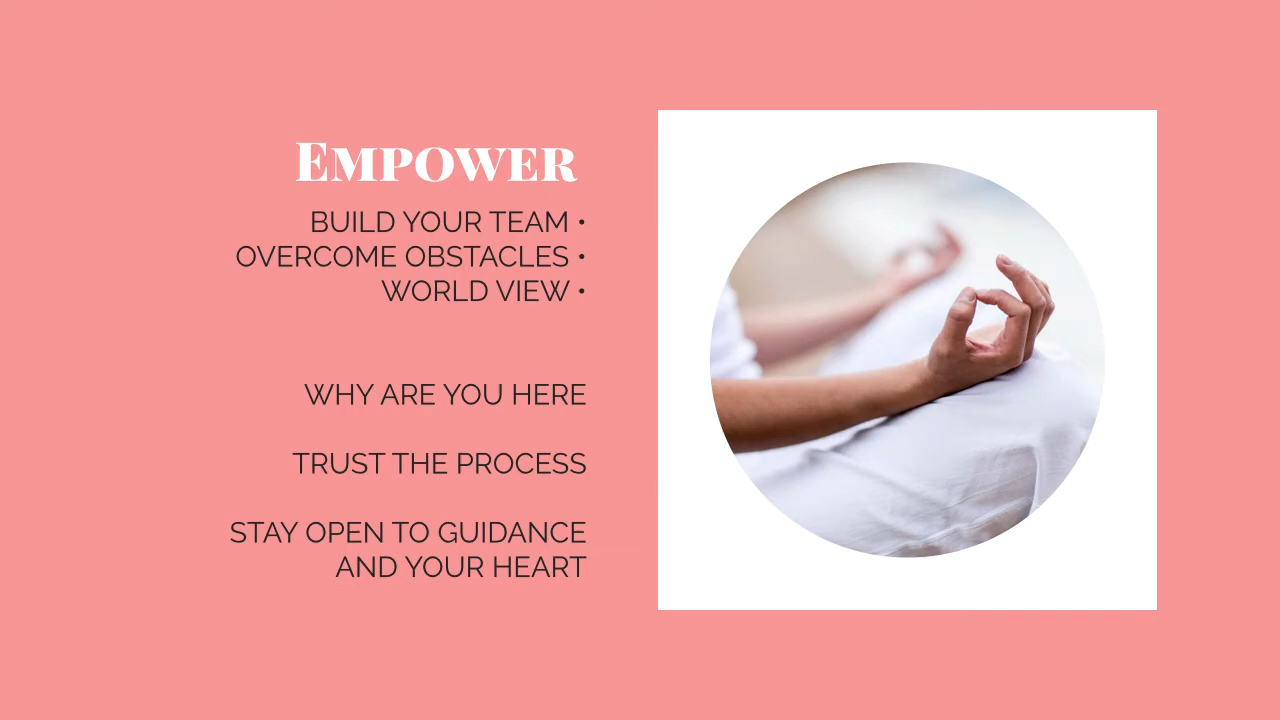 EMPOWER
BUILD YOUR TEAM •
OVERCOME OBSTACLES •
WORLD VIEW •
WHY ARE YOU HERE
TRUST THE PROCESS
STAY OPEN TO GUIDANCE
AND YOUR HEART